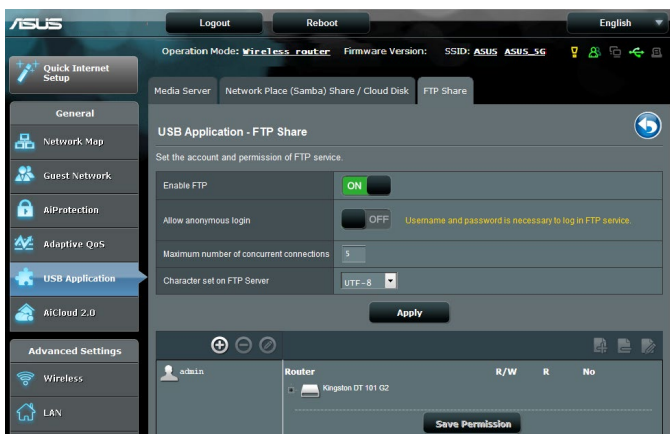 ASUS Logout Reboot English
Operation Mode: Wireless router Firmware Version: SSID: ASUS ASUS_5G
Quick Internet Setup
General
Network Map
Guest Network
AiProtection
Adaptive QoS
USB Application
AiCloud 2.0
Advanced Settings
Wireless
LAN
Media Server Network Place (Samba) Share / Cloud Disk FTP Share
USB Application - FTP Share
Set the account and permission of FTP service.
Enable FTP ON
Allow anonymous login OFF Username and password is necessary to log in FTP service.
Maximum number of concurrent connections 5
Character set on FTP Server UTF-8
Apply
admin Router R/W R No
Kingston DT 101 G2
Save Permission